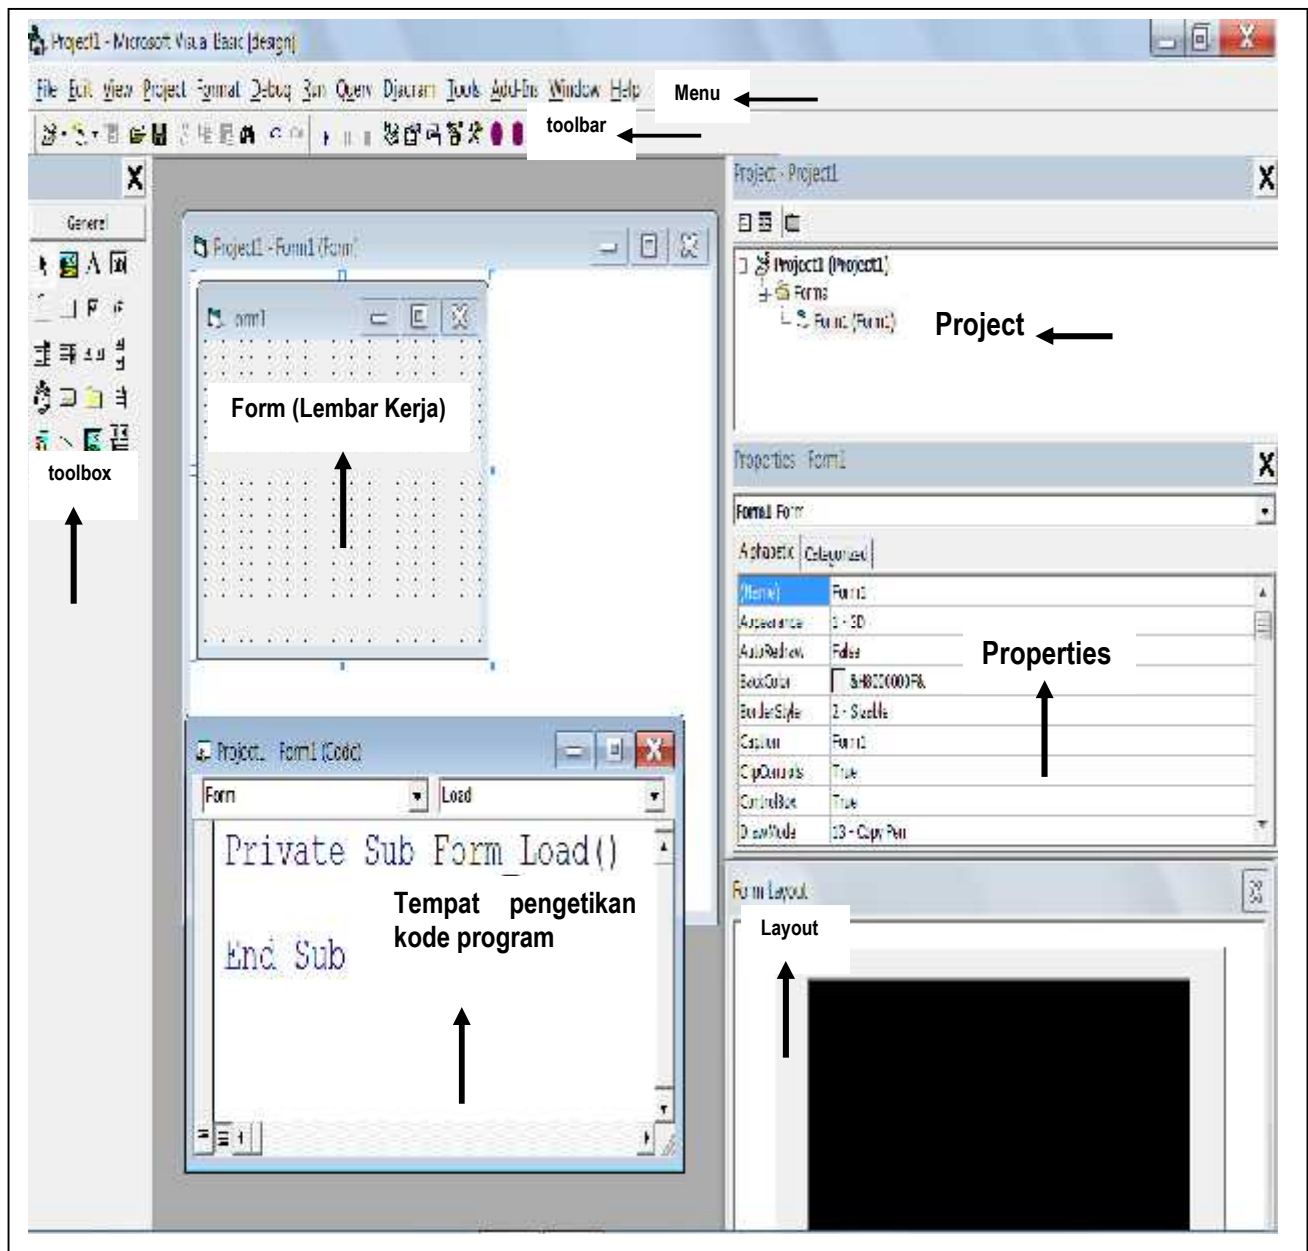 Project1 - Microsoft Visual Basic [design]
File Edit View Project Format Debug Run Query Diagram Tools Add-Ins Window Help
Menu
toolbar
General
toolbox
Project1 - Form1 (Form)
Form (Lembar Kerja)
Project1 - Form1 (Code)
Form
Load
Private Sub Form_Load()
Tempat pengetikan
kode program
End Sub
Project - Project1
Project1 (Project1)
Forms
Form1 (Form1)
Project
Properties - Form1
Form1 Form
Alphabetic Categorized
(Name) Form1
Appearance 1 - 3D
AutoRedraw False
BackColor &H8000000F&
BorderStyle 2 - Sizable
Caption Form1
ClipControls True
ControlBox True
DrawMode 13 - Copy Pen
Properties
Form Layout
Layout